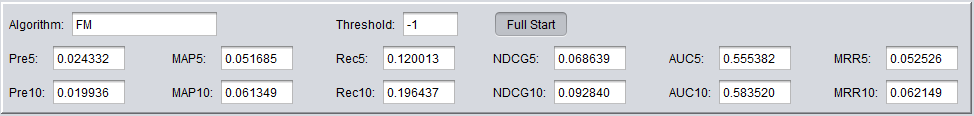 Algorithm: FM Threshold: -1 Full Start
Pre5: 0.024332 MAP5: 0.051685 Rec5: 0.120013 NDCG5: 0.068639 AUC5: 0.555382 MRR5: 0.052526
Pre10: 0.019936 MAP10: 0.061349 Rec10: 0.196437 NDCG10: 0.092840 AUC10: 0.583520 MRR10: 0.062149